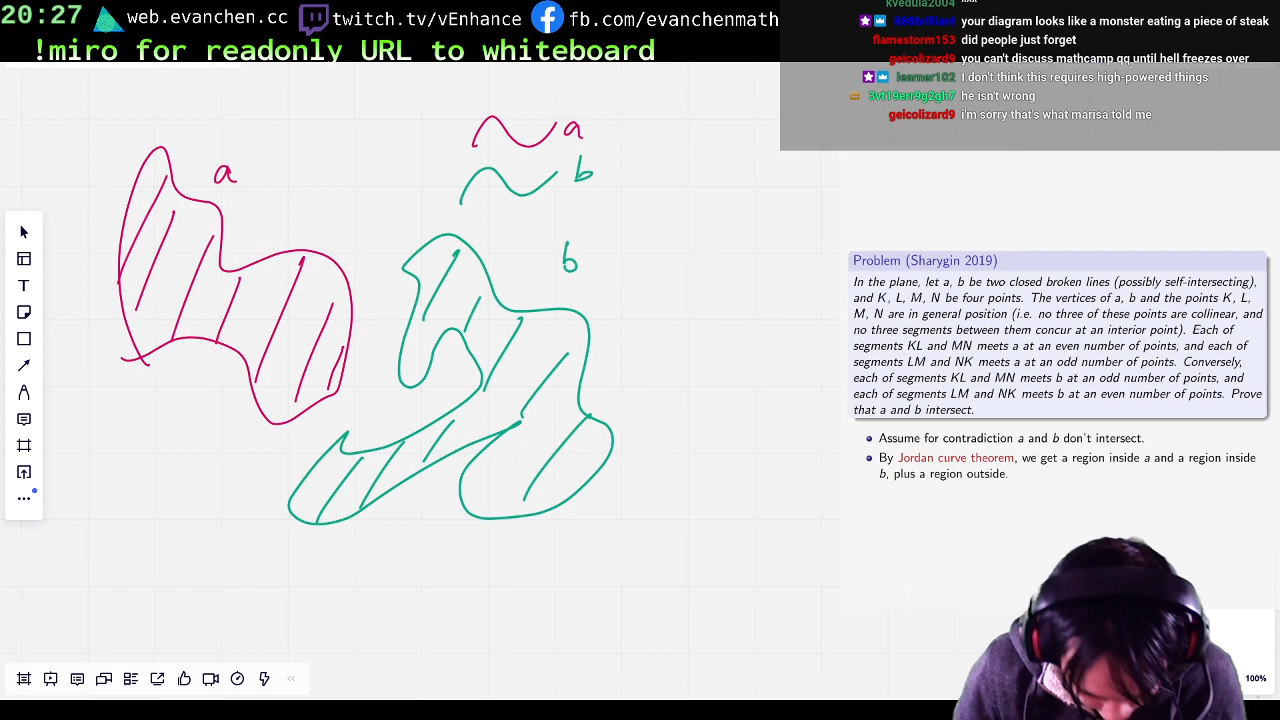 20:27 web.evanchen.cc twitch.tv/vEnhance fb.com/evanchenmath
!miro for readonly URL to whiteboard
kvedula2004
888brilliant your diagram looks like a monster eating a piece of steak
flamestorm153 did people just forget
geicolizard9 you can't discuss mathcamp qq until hell freezes over
learner102 I don't think this requires high-powered things
3vt19err9g2gh7 he isn't wrong
geicolizard9 i'm sorry that's what marisa told me
a
b
a
b
T
Problem (Sharygin 2019)
In the plane, let a, b be two closed broken lines (possibly self-intersecting),
and K, L, M, N be four points. The vertices of a, b and the points K, L,
M, N are in general position (i.e. no three of these points are collinear, and
no three segments between them concur at an interior point). Each of
segments KL and MN meets a at an even number of points, and each of
segments LM and NK meets a at an odd number of points. Conversely,
each of segments KL and MN meets b at an odd number of points, and
each of segments LM and NK meets b at an even number of points. Prove
that a and b intersect.
Assume for contradiction a and b don't intersect.
By Jordan curve theorem, we get a region inside a and a region inside
b, plus a region outside.
100%